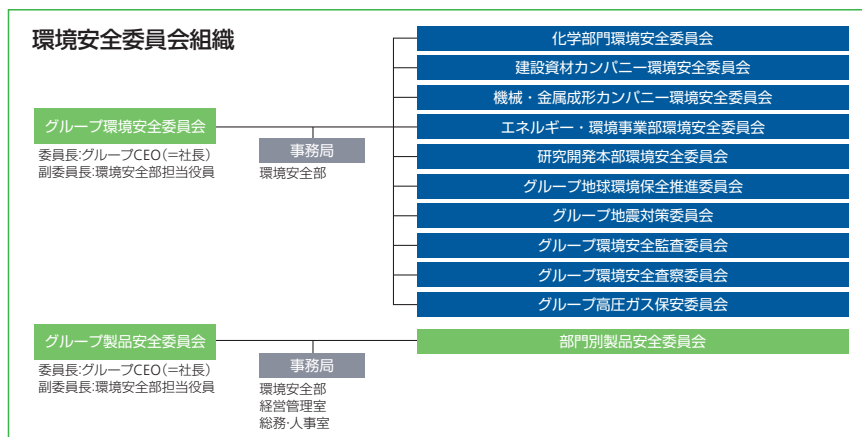 環境安全委員会組織
化学部門環境安全委員会
建設資材カンパニー環境安全委員会
機械・金属成形カンパニー環境安全委員会
グループ環境安全委員会
エネルギー・環境事業部環境安全委員会
委員長:グループCEO(=社長)
副委員長:環境安全部担当役員
事務局
環境安全部
研究開発本部環境安全委員会
グループ地球環境保全推進委員会
グループ地震対策委員会
グループ環境安全監査委員会
グループ環境安全査察委員会
グループ高圧ガス保安委員会
グループ製品安全委員会
部門別製品安全委員会
委員長:グループCEO(=社長)
副委員長:環境安全部担当役員
事務局
環境安全部
経営管理室
総務・人事室